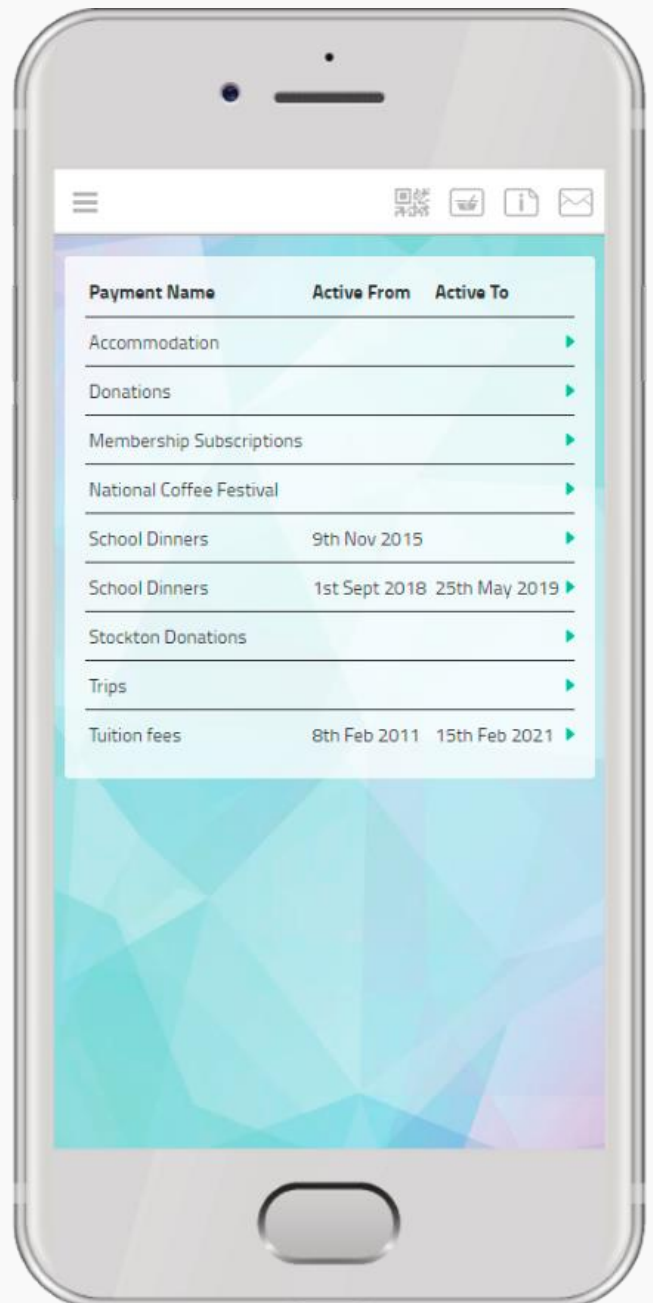 Payment Name Active From Active To
Accommodation
Donations
Membership Subscriptions
National Coffee Festival
School Dinners 9th Nov 2015
School Dinners 1st Sept 2018 25th May 2019
Stockton Donations
Trips
Tuition fees 8th Feb 2011 15th Feb 2021